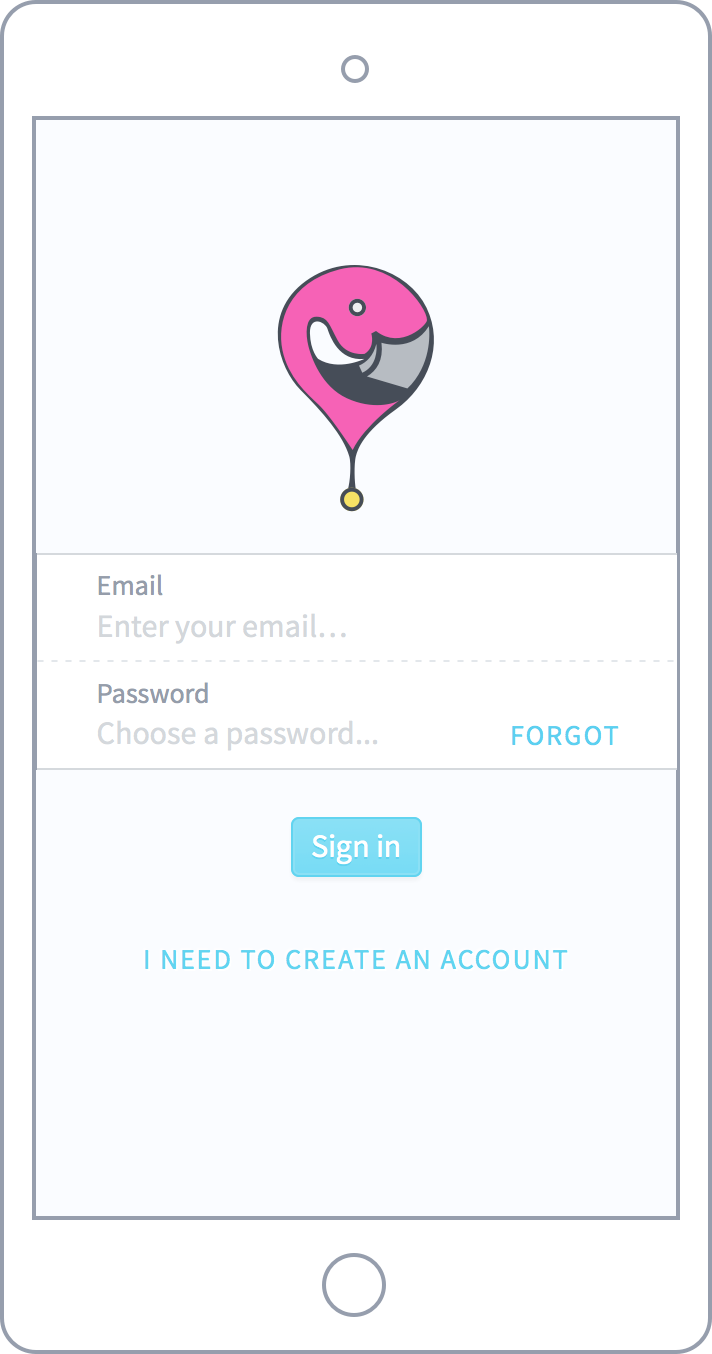 Email
Enter your email…
Password
Choose a password...
FORGOT
Sign in
I NEED TO CREATE AN ACCOUNT